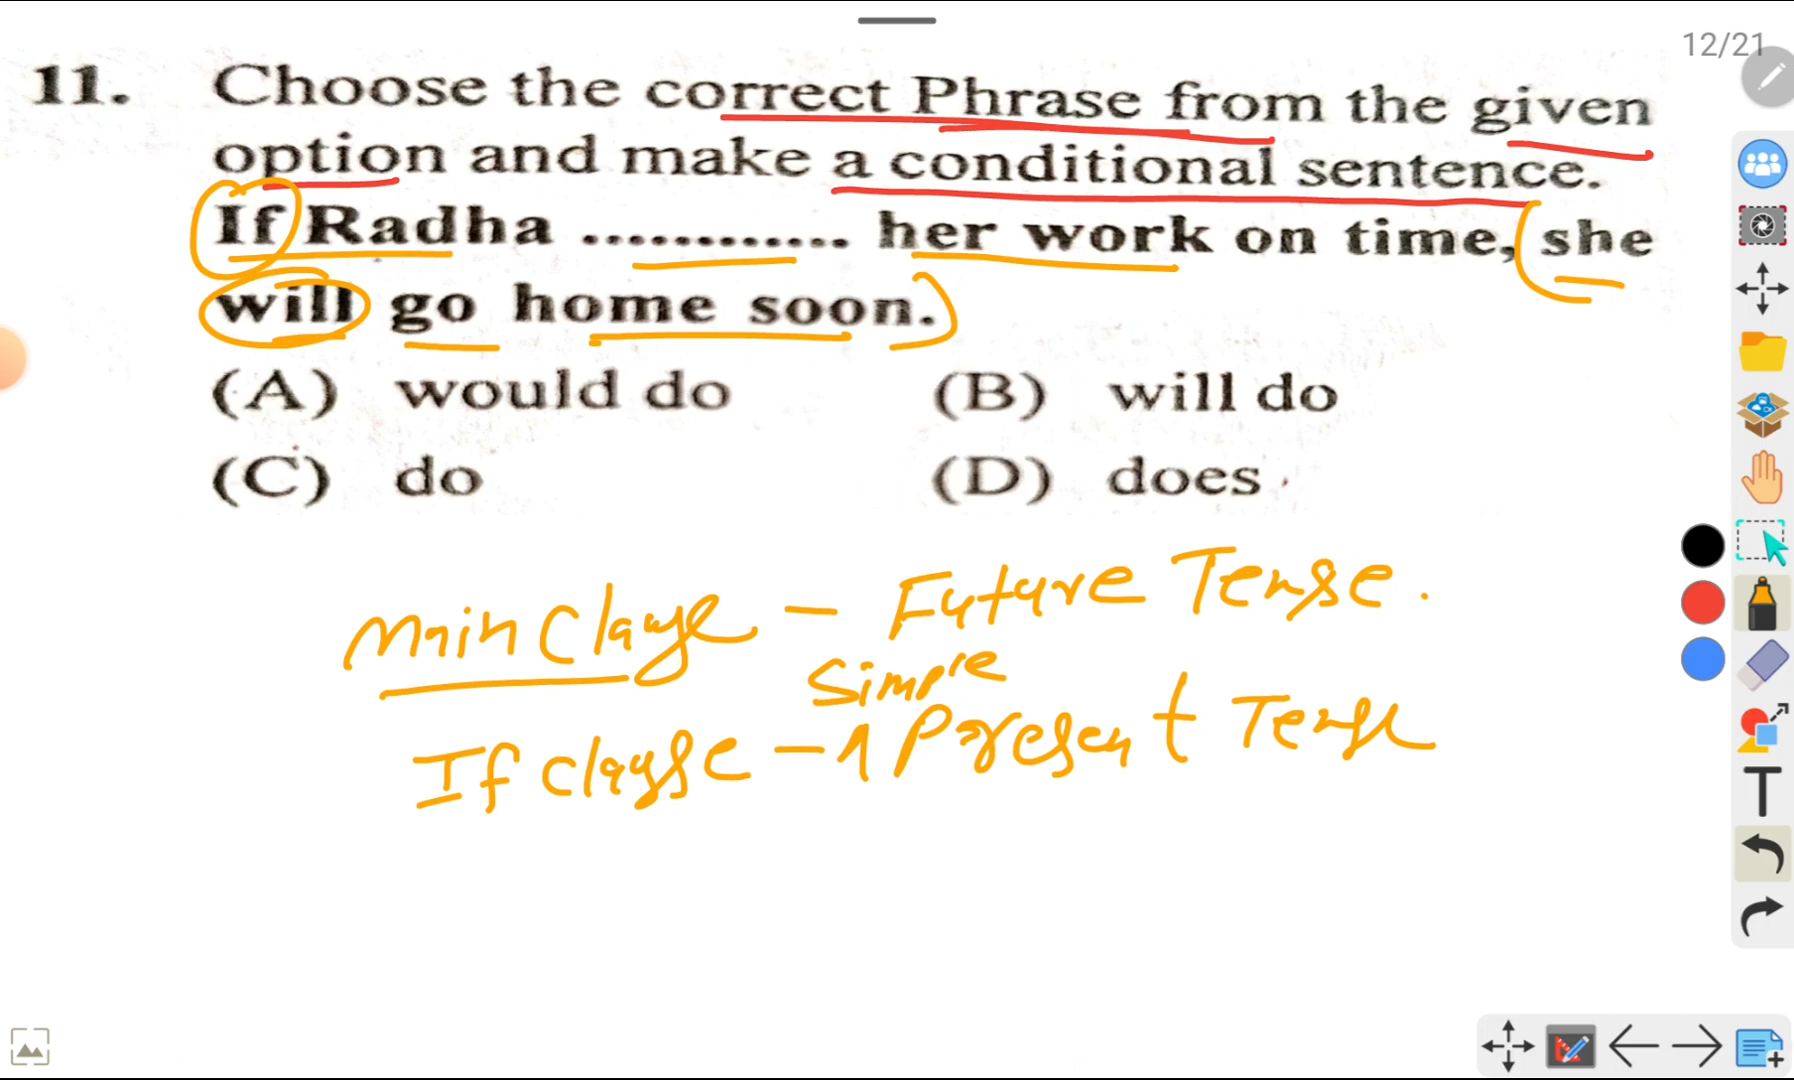 12/21
11. Choose the correct Phrase from the given
option and make a conditional sentence.
If Radha ............ her work on time, she
will go home soon.
(A) would do (B) will do
(C) do (D) does
Main Clause - Future Tense.
Simple
If clause - Present Tense
T